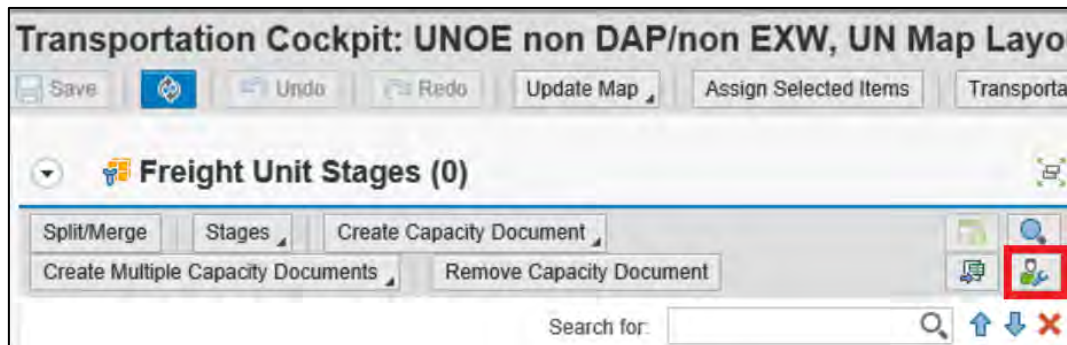 Transportation Cockpit: UNOE non DAP/non EXW, UN Map Layo
Save Undo Redo Update Map Assign Selected Items Transporta
Freight Unit Stages (0)
Split/Merge Stages Create Capacity Document
Create Multiple Capacity Documents Remove Capacity Document
Search for: